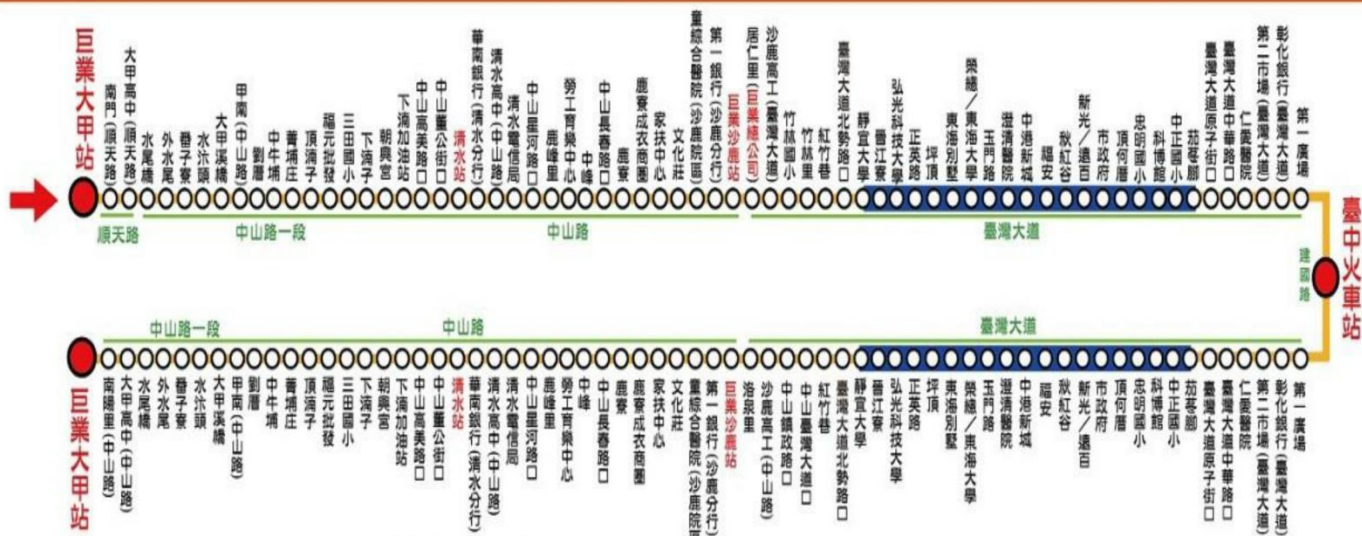 巨業大甲站
南門(順天路)
大甲高中(順天路)
水尾橋
外水尾
番子寮
水汴頭
大甲溪橋
甲南(中山路)
劉厝
中牛埔
菁埔庄
頂湳子
福元批發
三田國小
下湳子
朝興宮
下湳加油站
中山高美路口
中山董公街口
清水站
華南銀行(清水分行)
清水高中(中山路)
清水電信局
中山星河路口
鹿峰里
勞工育樂中心
中峰
中山長春路口
鹿寮
鹿寮成衣商圈
家扶中心
文化莊
童綜合醫院(沙鹿院區)
第一銀行(沙鹿分行)
巨業沙鹿站
居仁里(巨業總公司)
沙鹿高工(臺灣大道)
竹林國小
竹林里
紅竹巷
臺灣大道北勢路口
靜宜大學
晉江寮
弘光科技大學
正英路
坪頂
東海別墅
榮總/東海大學
玉門路
澄清醫院
中港新城
福安
秋紅谷
新光/遠百
市政府
頂何厝
忠明國小
科博館
中正國小
茄苳腳
臺灣大道原子街口
臺灣大道中華路口
仁愛醫院
第二市場(臺灣大道)
彰化銀行(臺灣大道)
第一廣場
順天路
中山路一段
中山路
臺灣大道
建國路
臺中火車站
中山路一段
中山路
臺灣大道
巨業大甲站
南陽里(中山路)
大甲高中(中山路)
水尾橋
外水尾
番子寮
水汴頭
大甲溪橋
甲南(中山路)
劉厝
中牛埔
菁埔庄
頂湳子
福元批發
三田國小
下湳子
朝興宮
下湳加油站
中山高美路口
中山董公街口
清水站
華南銀行(清水分行)
清水高中(中山路)
清水電信局
中山星河路口
鹿峰里
勞工育樂中心
中峰
中山長春路口
鹿寮
鹿寮成衣商圈
家扶中心
文化莊
童綜合醫院(沙鹿院區
第一銀行(沙鹿分行)
巨業沙鹿站
洛泉里
沙鹿高工(中山路)
中山鎮政路口
中山臺灣大道口
紅竹巷
臺灣大道北勢路口
靜宜大學
晉江寮
弘光科技大學
正英路
坪頂
東海別墅
榮總/東海大學
玉門路
澄清醫院
中港新城
福安
秋紅谷
新光/遠百
市政府
頂何厝
忠明國小
科博館
中正國小
茄苳腳
臺灣大道原子街口
臺灣大道中華路口
仁愛醫院
第二市場(臺灣大道)
彰化銀行(臺灣大道)
第一廣場